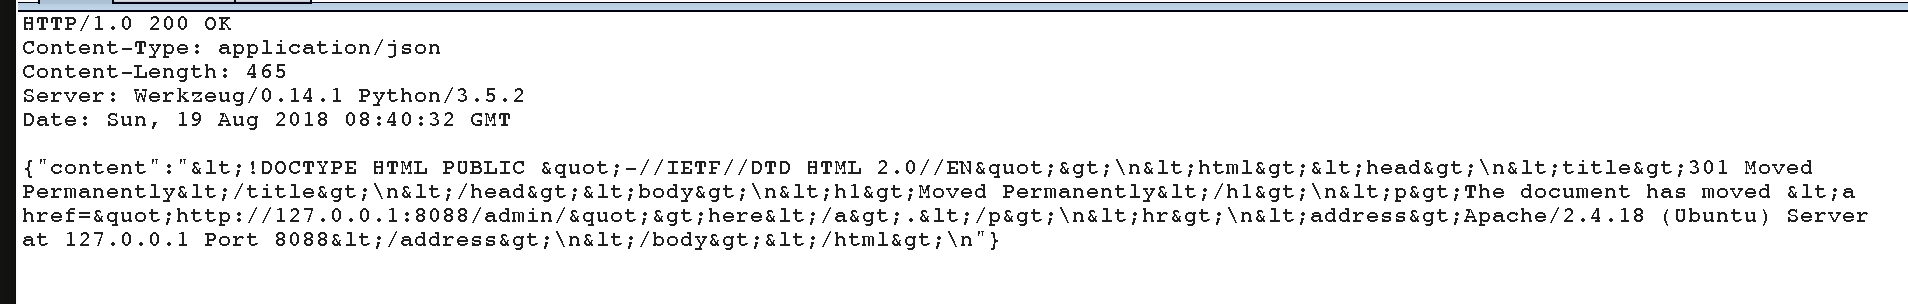 HTTP/1.0 200 OK
Content-Type: application/json
Content-Length: 465
Server: Werkzeug/0.14.1 Python/3.5.2
Date: Sun, 19 Aug 2018 08:40:32 GMT

{"content":"&lt;!DOCTYPE HTML PUBLIC &quot;-//IETF//DTD HTML 2.0//EN&quot;&gt;\n&lt;html&gt;&lt;head&gt;\n&lt;title&gt;301 Moved
Permanently&lt;/title&gt;\n&lt;/head&gt;&lt;body&gt;\n&lt;h1&gt;Moved Permanently&lt;/h1&gt;\n&lt;p&gt;The document has moved &lt;a
href=&quot;http://127.0.0.1:8088/admin/&quot;&gt;here&lt;/a&gt;.&lt;/p&gt;\n&lt;hr&gt;\n&lt;address&gt;Apache/2.4.18 (Ubuntu) Server
at 127.0.0.1 Port 8088&lt;/address&gt;\n&lt;/body&gt;&lt;/html&gt;\n"}